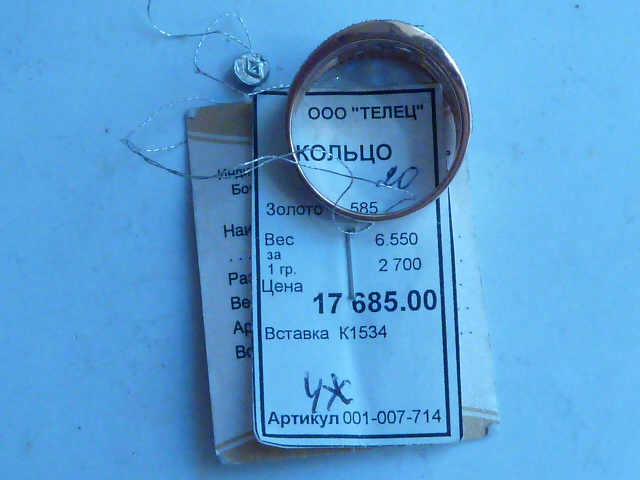 ООО "ТЕЛЕЦ"
КОЛЬЦО
20
Золото 585
Вес 6.550
за
1 гр. 2 700
Цена
17 685.00
Вставка К1534
Артикул 001-007-714